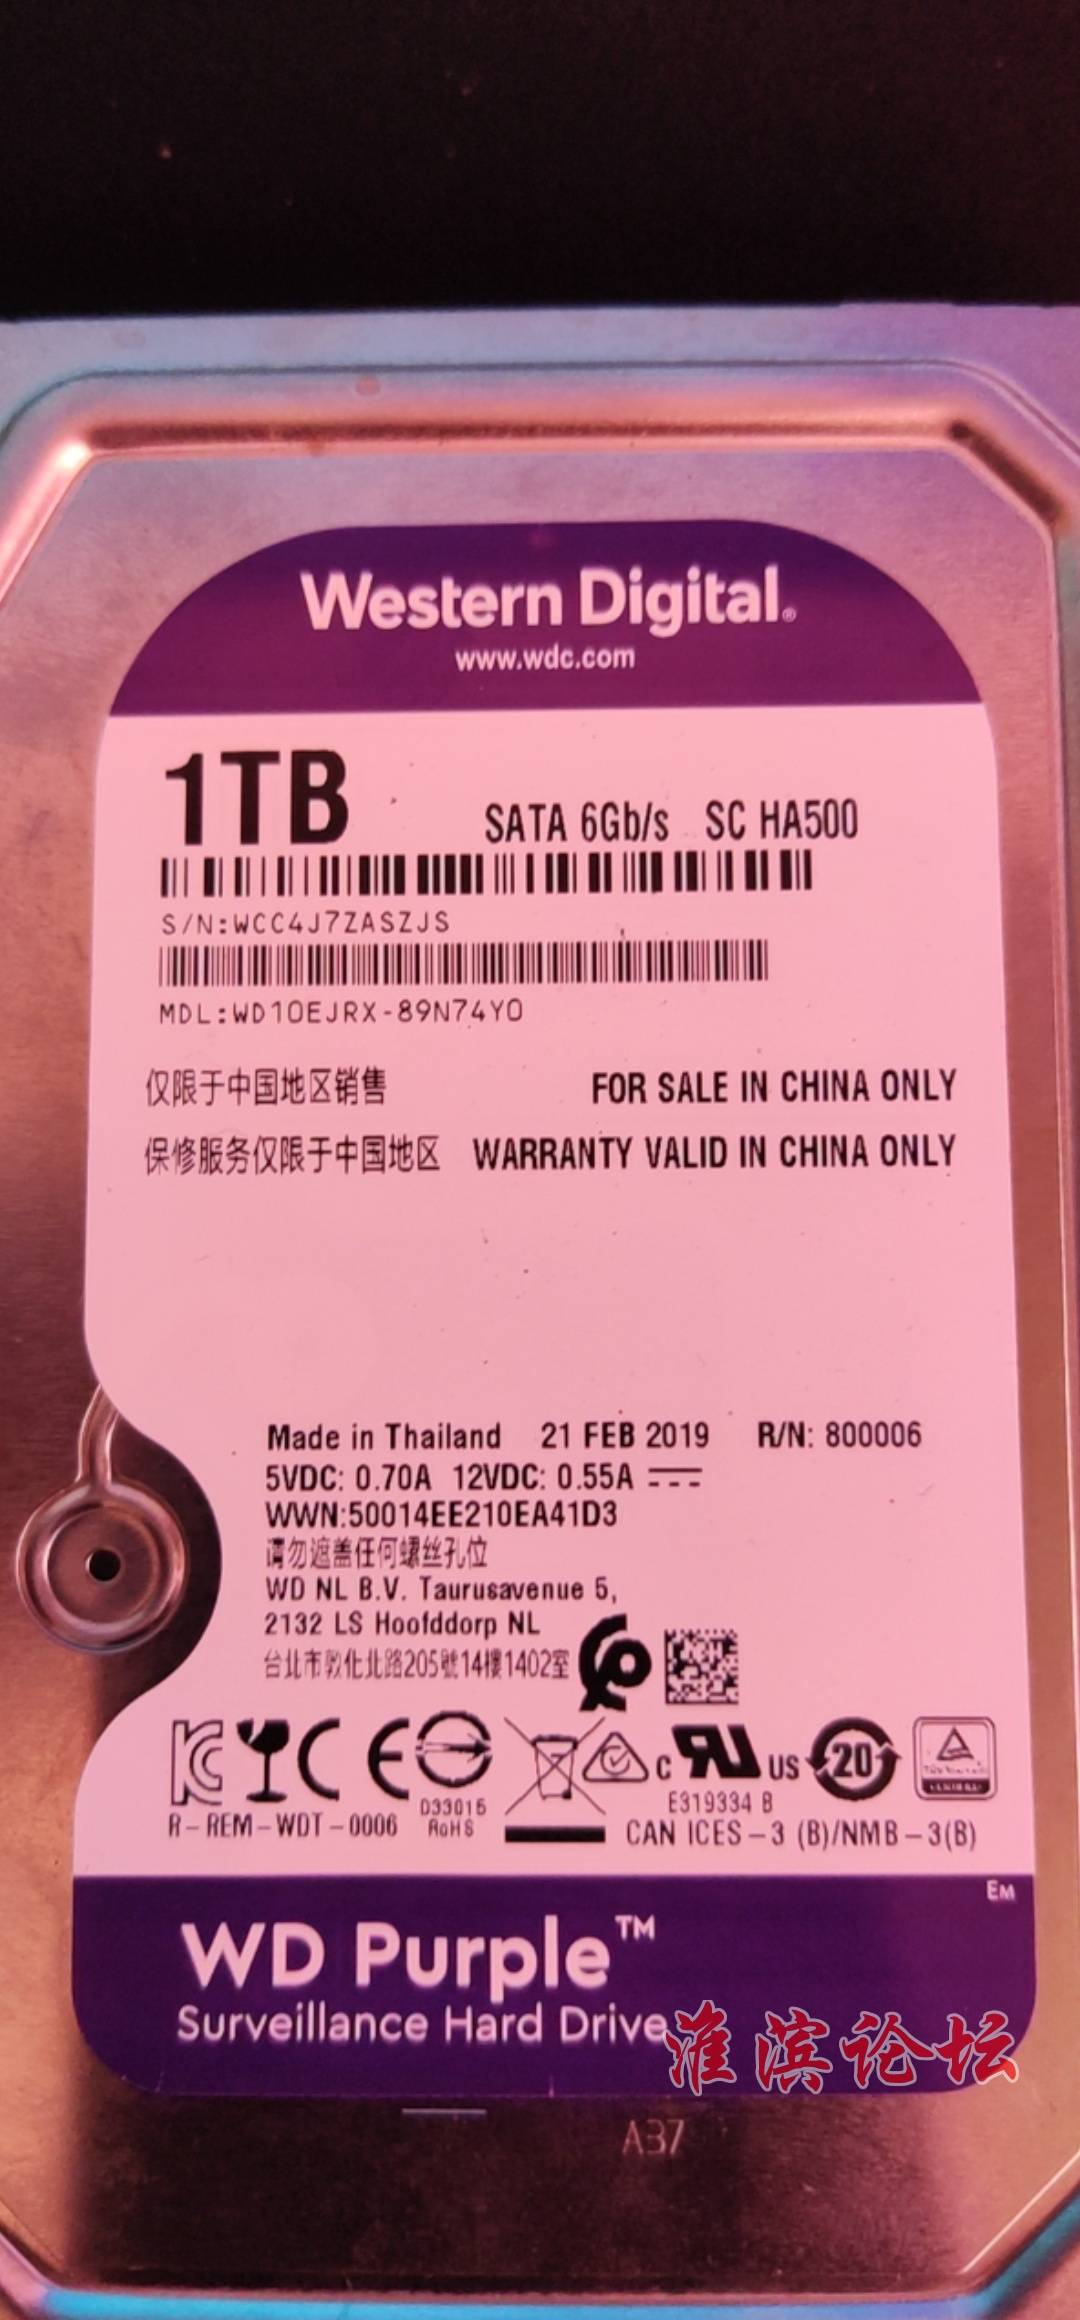 Western Digital®
www.wdc.com
1TB SATA 6Gb/s SC HA500
S/N:WCC4J7ZASZJS
MDL:WD10EJRX-89N74Y0
仅限于中国地区销售 FOR SALE IN CHINA ONLY
保修服务仅限于中国地区 WARRANTY VALID IN CHINA ONLY
Made in Thailand 21 FEB 2019 R/N: 800006
5VDC: 0.70A 12VDC: 0.55A
WWN:50014EE210EA41D3
请勿遮盖任何螺丝孔位
WD NL B.V. Taurusavenue 5,
2132 LS Hoofddorp NL
台北市敦化北路205號14樓1402室
CE c UL US 20
R-REM-WDT-0006 D33015 RoHS E319334 B
CAN ICES-3 (B)/NMB-3(B)
EM
WD Purple™
Surveillance Hard Drive
淮滨论坛
A37